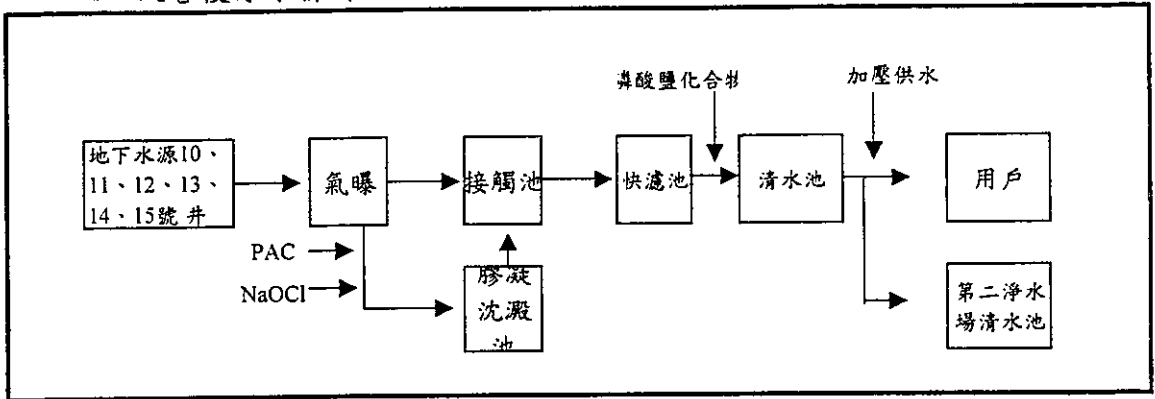 磷酸鹽化合物
加壓供水
地下水源10、
11、12、13、
14、15號 井
氣曝
接觸池
快濾池
清水池
用戶
PAC
NaOCl
膠凝
沈澱
池
第二淨水
場清水池